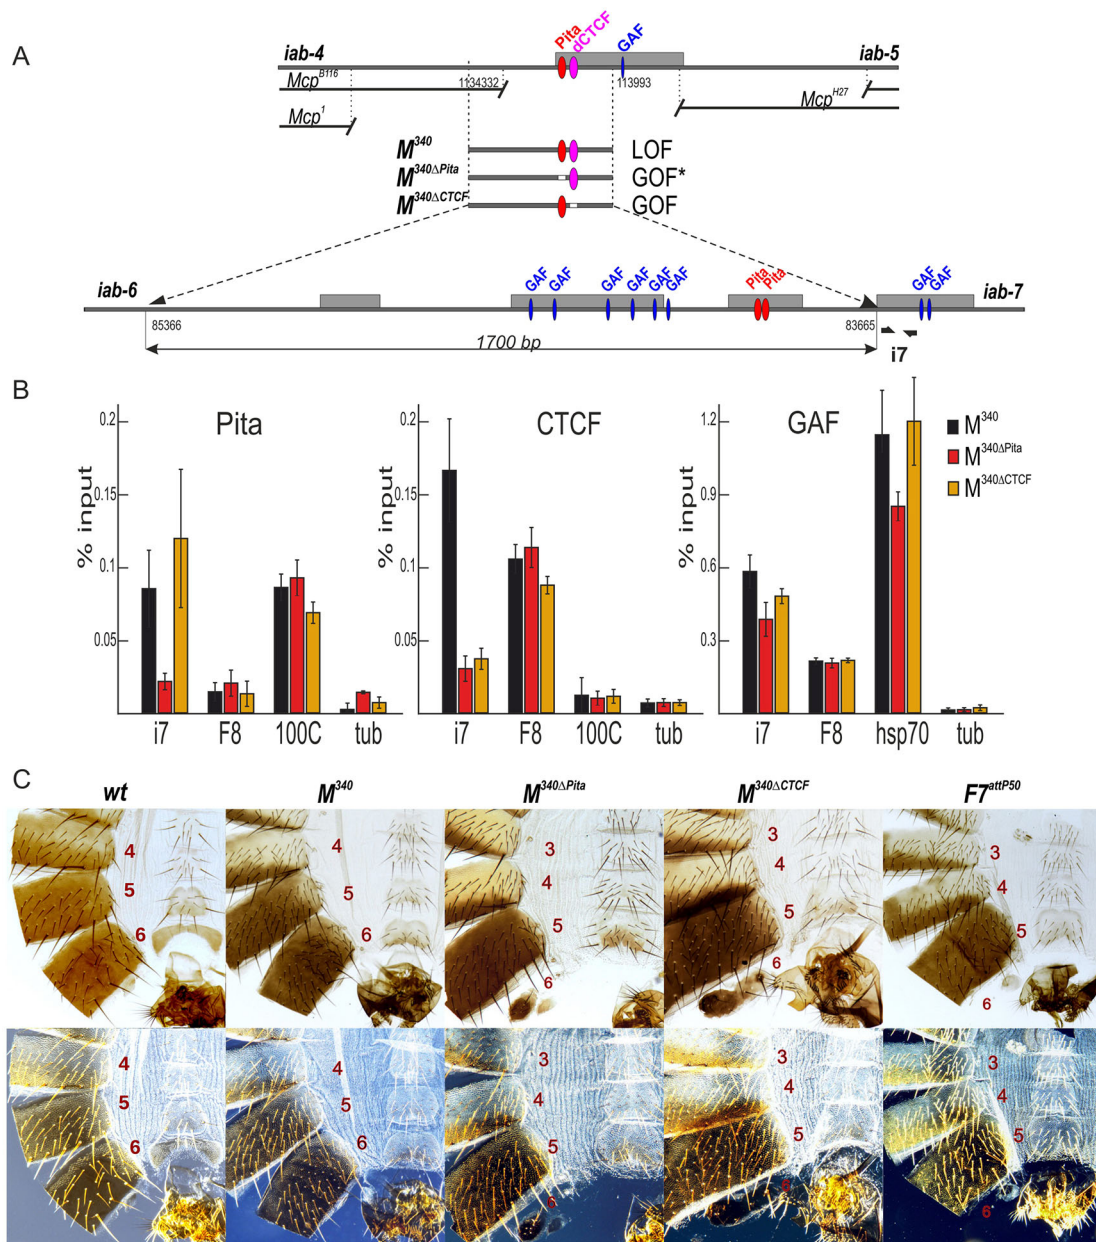 A
Pita
dCTCF
GAF
iab-4
iab-5
Mcp^B116
1134332
113993
Mcp^H27
Mcp^1
M^340
LOF
M^340ΔPita
GOF*
M^340ΔCTCF
GOF
iab-6
GAF
GAF
GAF
GAF
GAF
GAF
Pita
Pita
GAF
GAF
iab-7
85366
83665
1700 bp
i7
B
Pita
CTCF
GAF
M^340
M^340ΔPita
M^340ΔCTCF
% input
0.2
0.15
0.1
0.05
i7 F8 100C tub
% input
0.2
0.15
0.1
0.05
i7 F8 100C tub
% input
1.2
0.9
0.6
0.3
i7 F8 hsp70 tub
C
wt M^340 M^340ΔPita M^340ΔCTCF F7^attP50
4
5
6
4
5
6
3
4
5
6
3
4
5
6
3
4
5
6
4
5
6
4
5
6
3
4
5
6
3
4
5
6
3
4
5
6